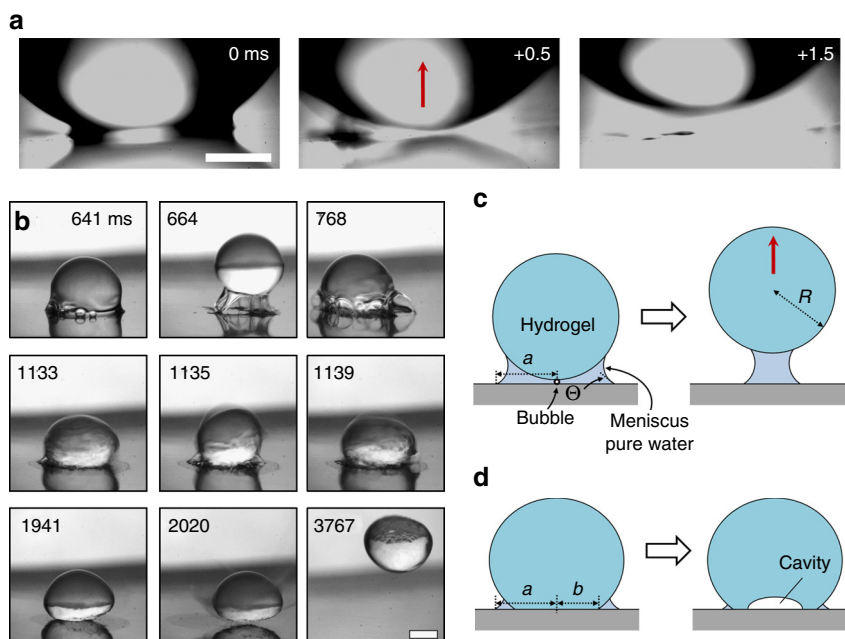 a
0 ms
+0.5
+1.5
b
641 ms
664
768
1133
1135
1139
1941
2020
3767
c
Hydrogel
a
Θ
Bubble
Meniscus
pure water
R
d
a
b
Cavity